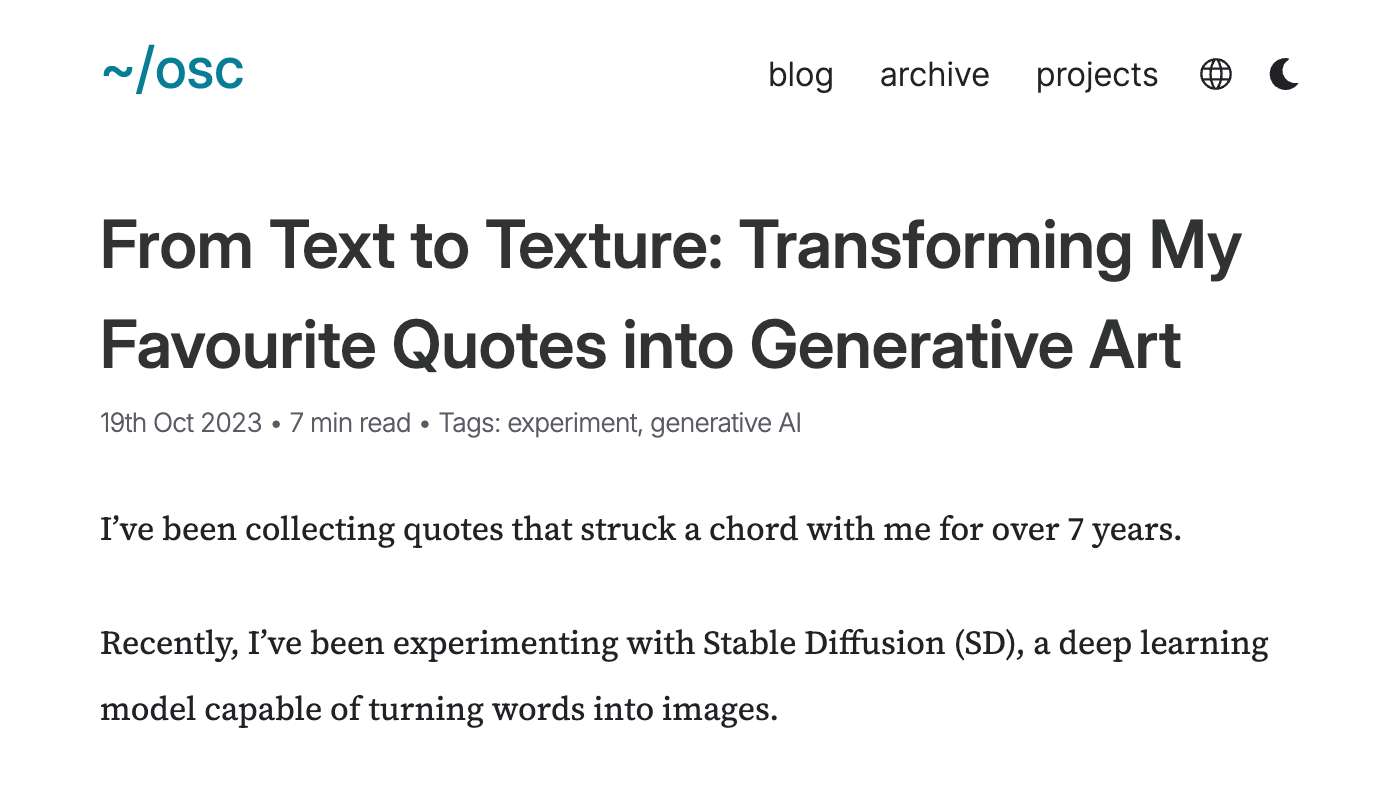 ~/osc
blog archive projects
From Text to Texture: Transforming My
Favourite Quotes into Generative Art
19th Oct 2023 • 7 min read • Tags: experiment, generative AI
I’ve been collecting quotes that struck a chord with me for over 7 years.
Recently, I’ve been experimenting with Stable Diffusion (SD), a deep learning
model capable of turning words into images.